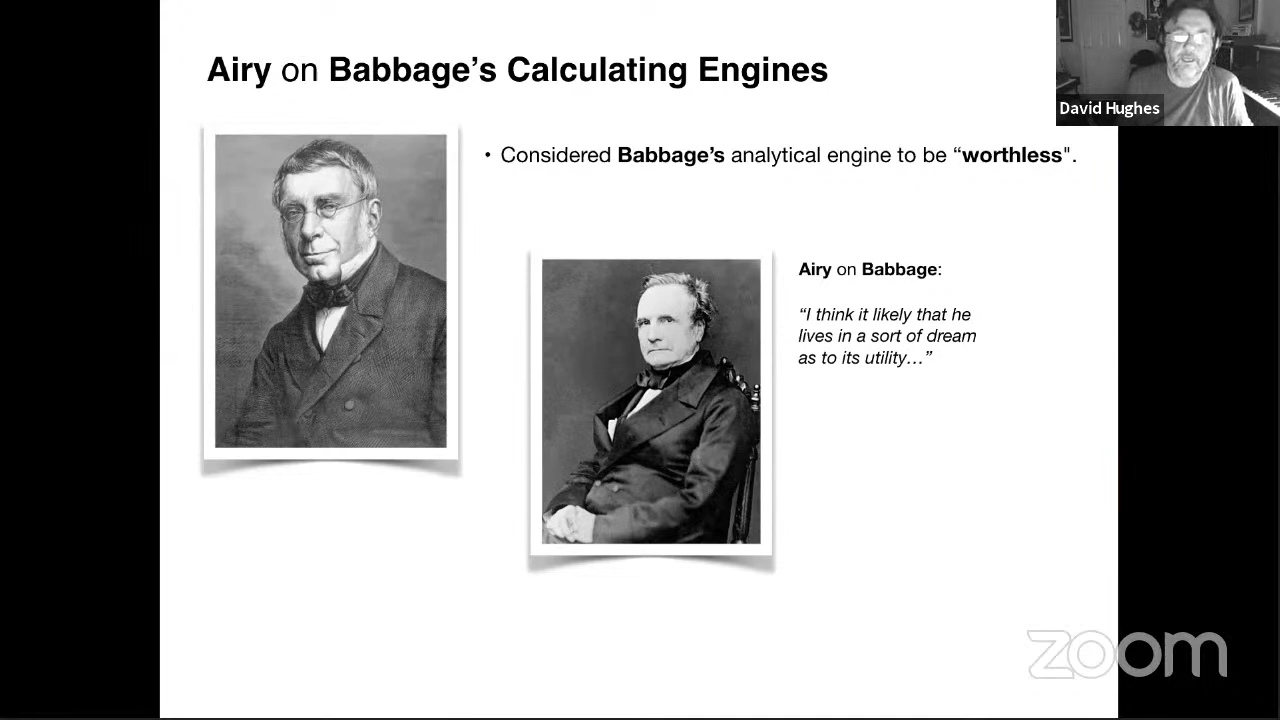 Airy on Babbage’s Calculating Engines
David Hughes
• Considered Babbage’s analytical engine to be “worthless".
Airy on Babbage:
“I think it likely that he
lives in a sort of dream
as to its utility…”
zoom